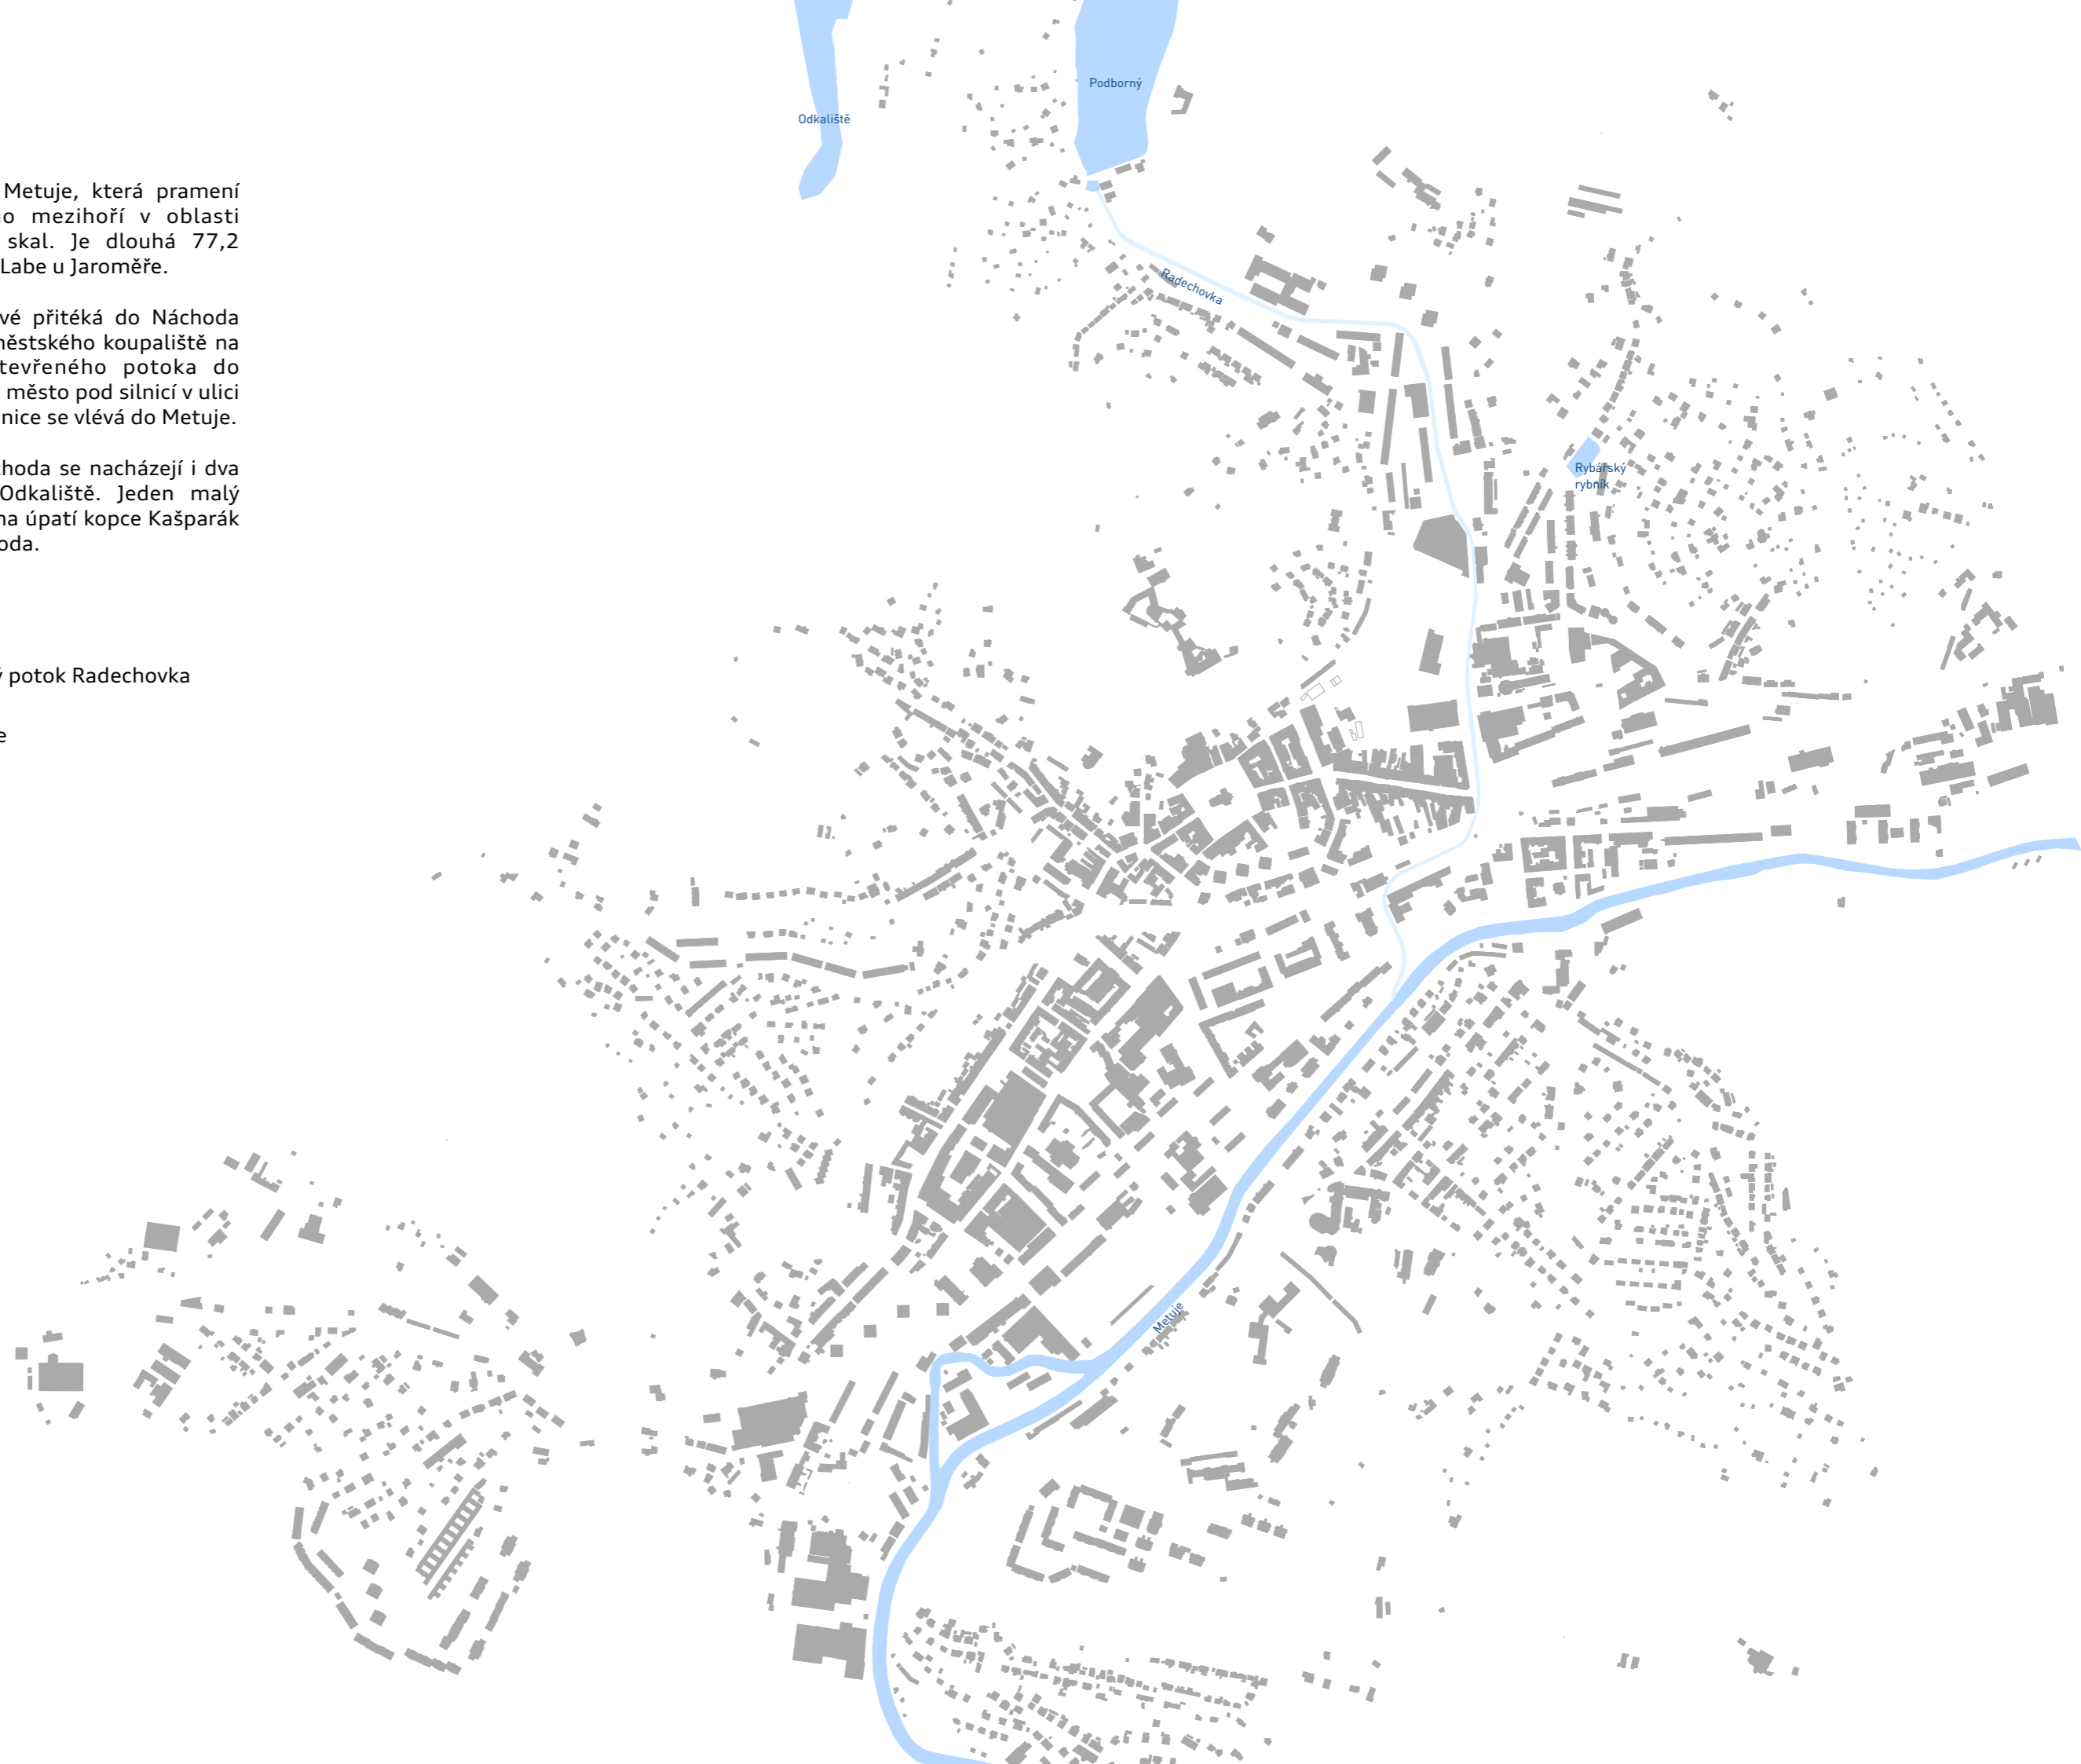 Metuje, která pramení
o mezihoří v oblasti
skal. Je dlouhá 77,2
Labe u Jaroměře.
vé přitéká do Náchoda
ěstského koupaliště na
tevřeného potoka do
město pod silnicí v ulici
nice se vlévá do Metuje.
hoda se nacházejí i dva
Odkaliště. Jeden malý
na úpatí kopce Kašparák
oda.
ý potok Radechovka
e
Podborný
Odkaliště
Radechovka
Rybářský
rybník
Metuje